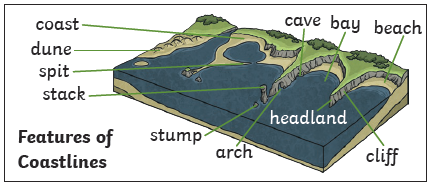 coast
cave
bay
beach
dune
spit
stack
headland
stump
arch
cliff
Features of
Coastlines